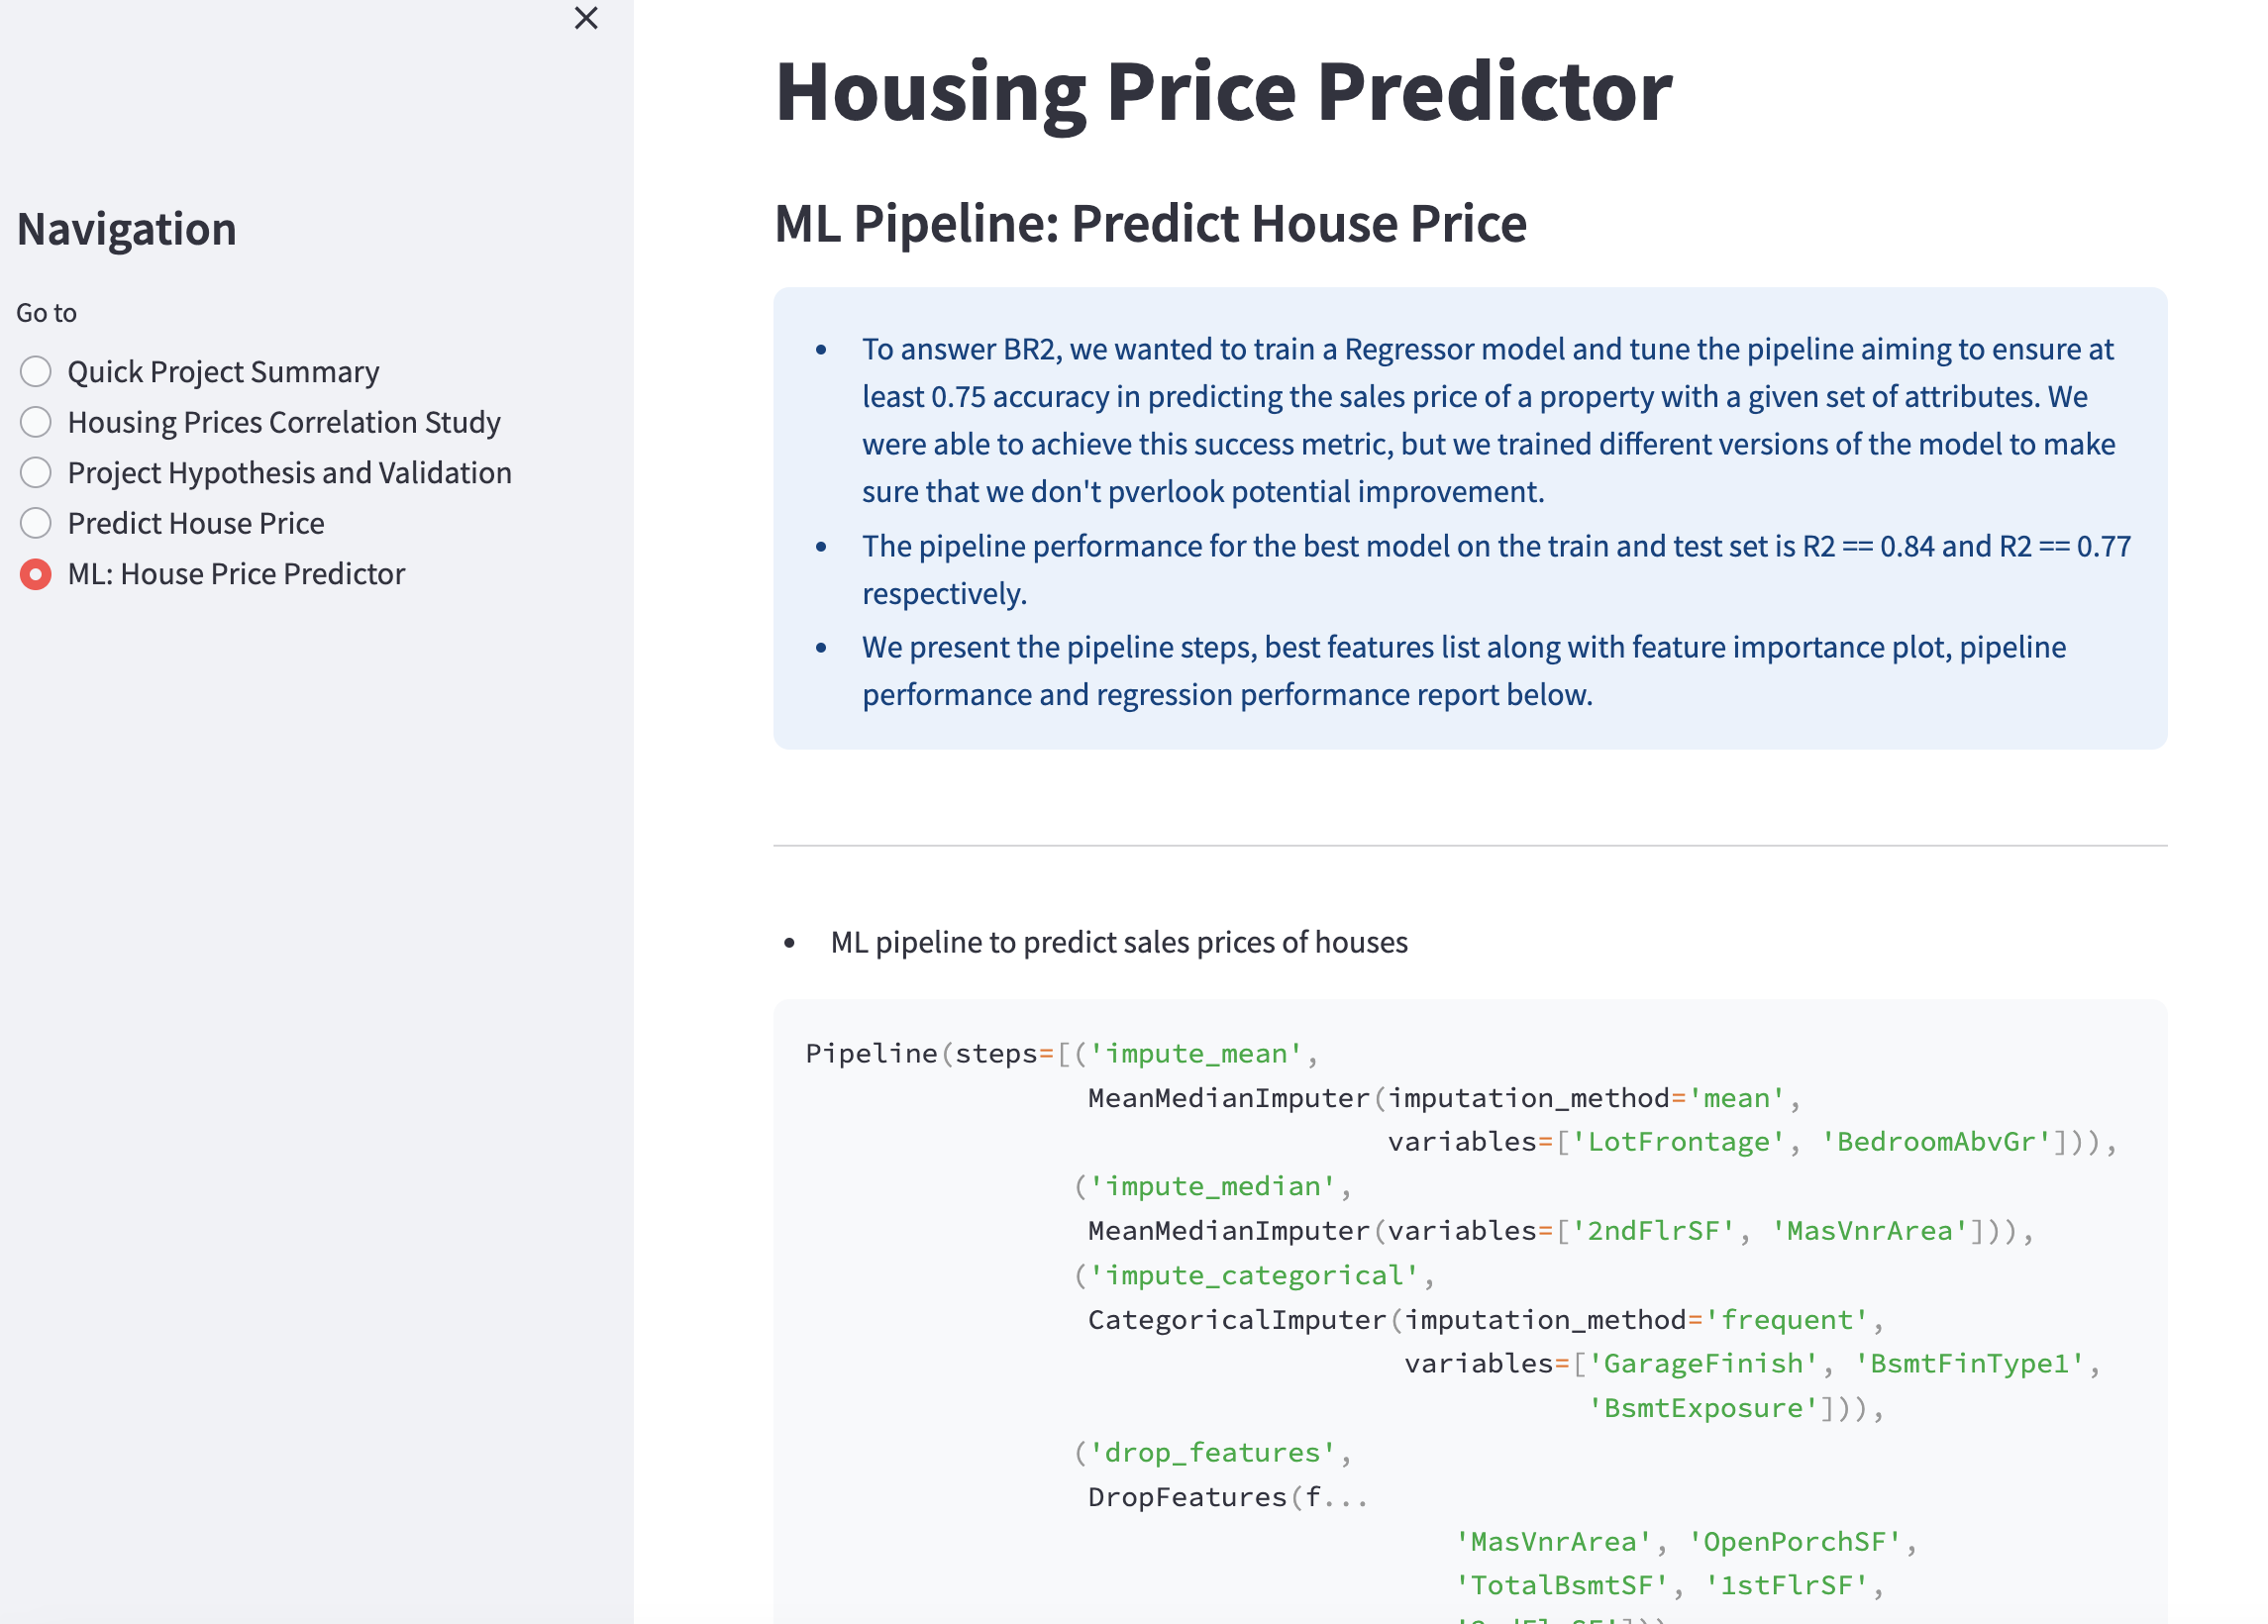 Navigation
Go to
Quick Project Summary
Housing Prices Correlation Study
Project Hypothesis and Validation
Predict House Price
ML: House Price Predictor
Housing Price Predictor
ML Pipeline: Predict House Price
• To answer BR2, we wanted to train a Regressor model and tune the pipeline aiming to ensure at
least 0.75 accuracy in predicting the sales price of a property with a given set of attributes. We
were able to achieve this success metric, but we trained different versions of the model to make
sure that we don't pverlook potential improvement.
• The pipeline performance for the best model on the train and test set is R2 == 0.84 and R2 == 0.77
respectively.
• We present the pipeline steps, best features list along with feature importance plot, pipeline
performance and regression performance report below.
• ML pipeline to predict sales prices of houses
Pipeline(steps=[('impute_mean',
MeanMedianImputer(imputation_method='mean',
variables=['LotFrontage', 'BedroomAbvGr'])),
('impute_median',
MeanMedianImputer(variables=['2ndFlrSF', 'MasVnrArea'])),
('impute_categorical',
CategoricalImputer(imputation_method='frequent',
variables=['GarageFinish', 'BsmtFinType1',
'BsmtExposure'])),
('drop_features',
DropFeatures(f...
'MasVnrArea', 'OpenPorchSF',
'TotalBsmtSF', '1stFlrSF',